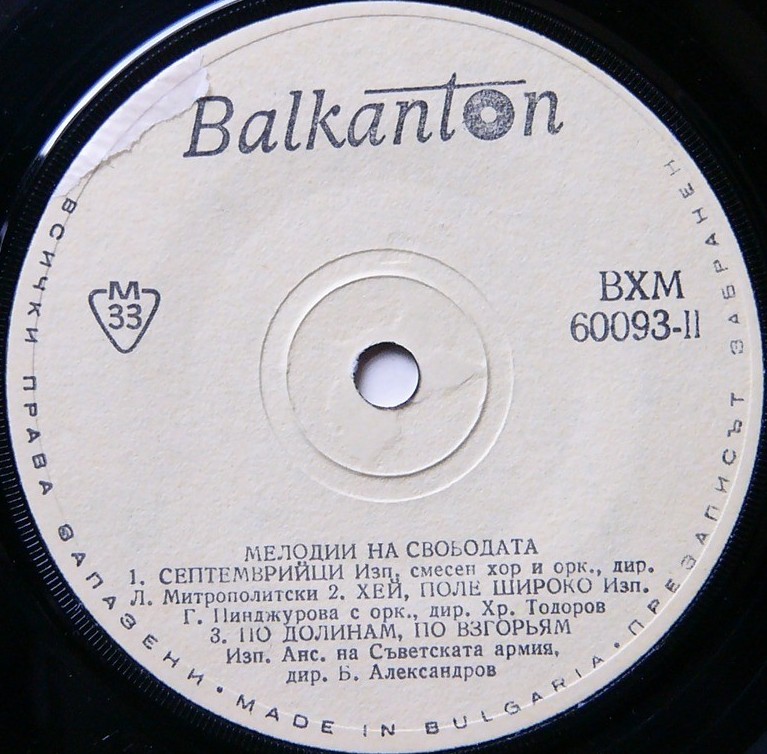 Balkanton
M
33
ВХМ
60093-II
МЕЛОДИИ НА СВОБОДАТА
1. СЕПТЕМВРИЙЦИ Изп. смесен хор и орк., дир.
Л. Митрополитски 2. ХЕЙ, ПОЛЕ ШИРОКО Изп.
Г. Пинджурова с орк., дир. Хр. Тодоров
3. ПО ДОЛИНАМ, ПО ВЗГОРЬЯМ
Изп. Анс. на Съветската армия,
дир. Б. Александров
ВСИЧКИ ПРАВА ЗАПАЗЕНИ • MADE IN BULGARIA • ПРЕЗАПИСЪТ ЗАБРАНЕН